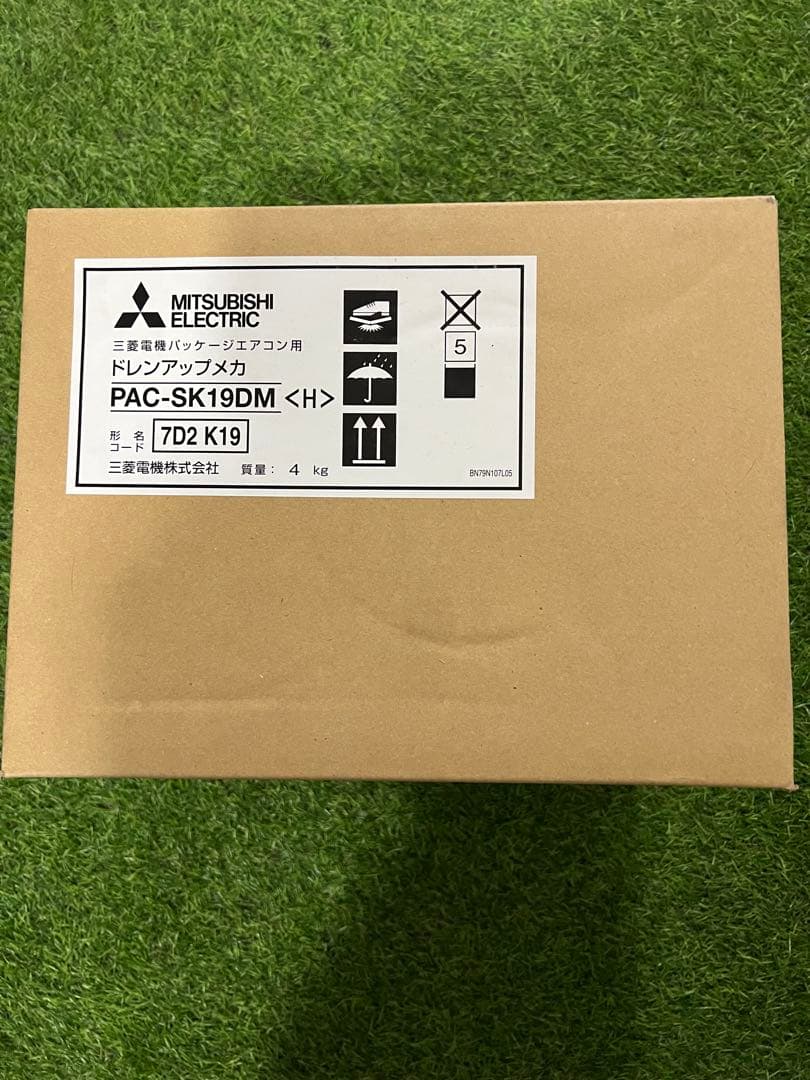 MITSUBISHI
ELECTRIC
三菱電機パッケージエアコン用
ドレンアップメカ
PAC-SK19DM <H>
形名
コード 7D2 K19
三菱電機株式会社 質量: 4 kg
5
BN79N107L05